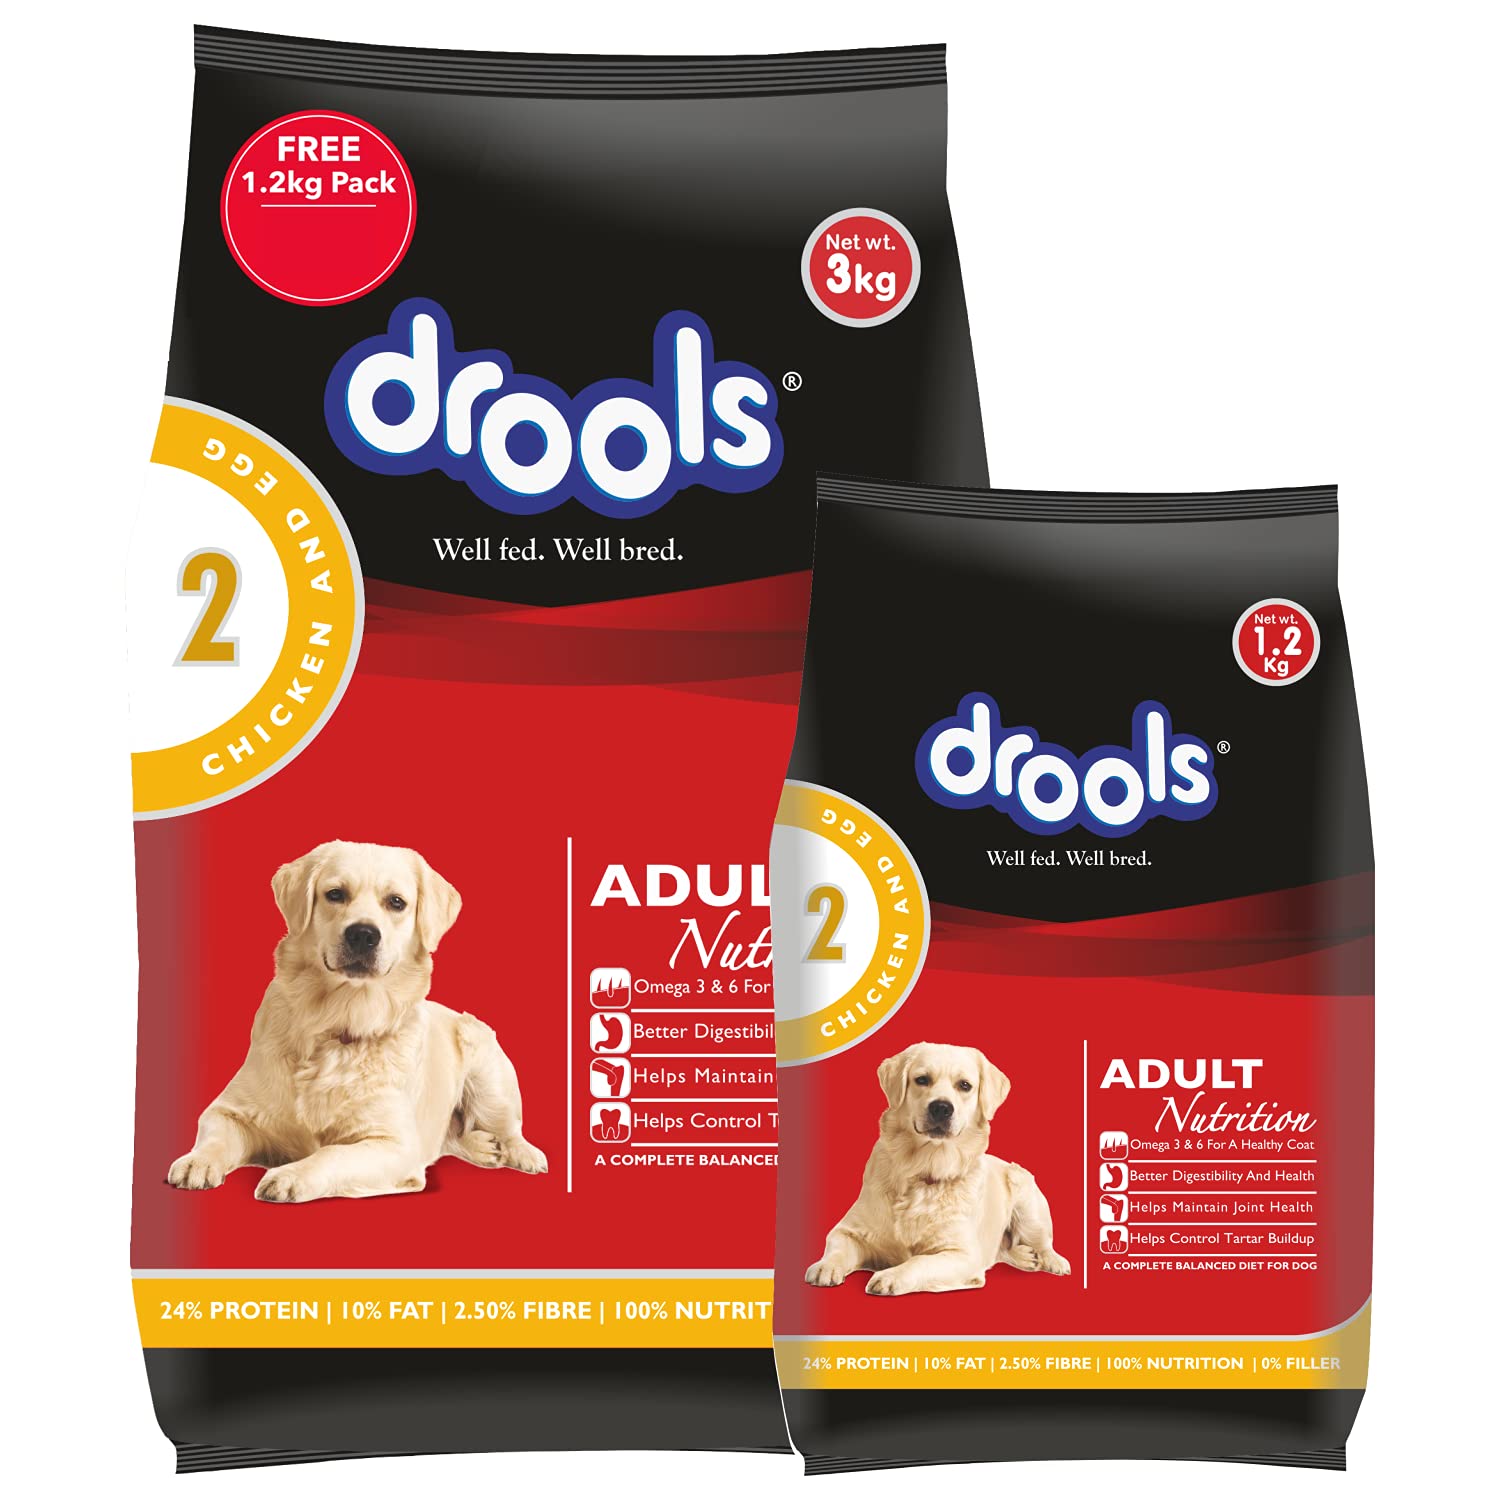 FREE
1.2kg Pack
Net wt.
3kg
drools®
Well fed. Well bred.
CHICKEN AND EGG
2
ADUL
Nutr
Omega 3 & 6 For
Better Digestibil
Helps Maintain
Helps Control T
A COMPLETE BALANCED
24% PROTEIN | 10% FAT | 2.50% FIBRE | 100% NUTRIT
Net wt.
1.2
Kg
drools®
Well fed. Well bred.
CHICKEN AND EGG
2
ADULT
Nutrition
Omega 3 & 6 For A Healthy Coat
Better Digestibility And Health
Helps Maintain Joint Health
Helps Control Tartar Buildup
A COMPLETE BALANCED DIET FOR DOG
24% PROTEIN | 10% FAT | 2.50% FIBRE | 100% NUTRITION | 0% FILLER